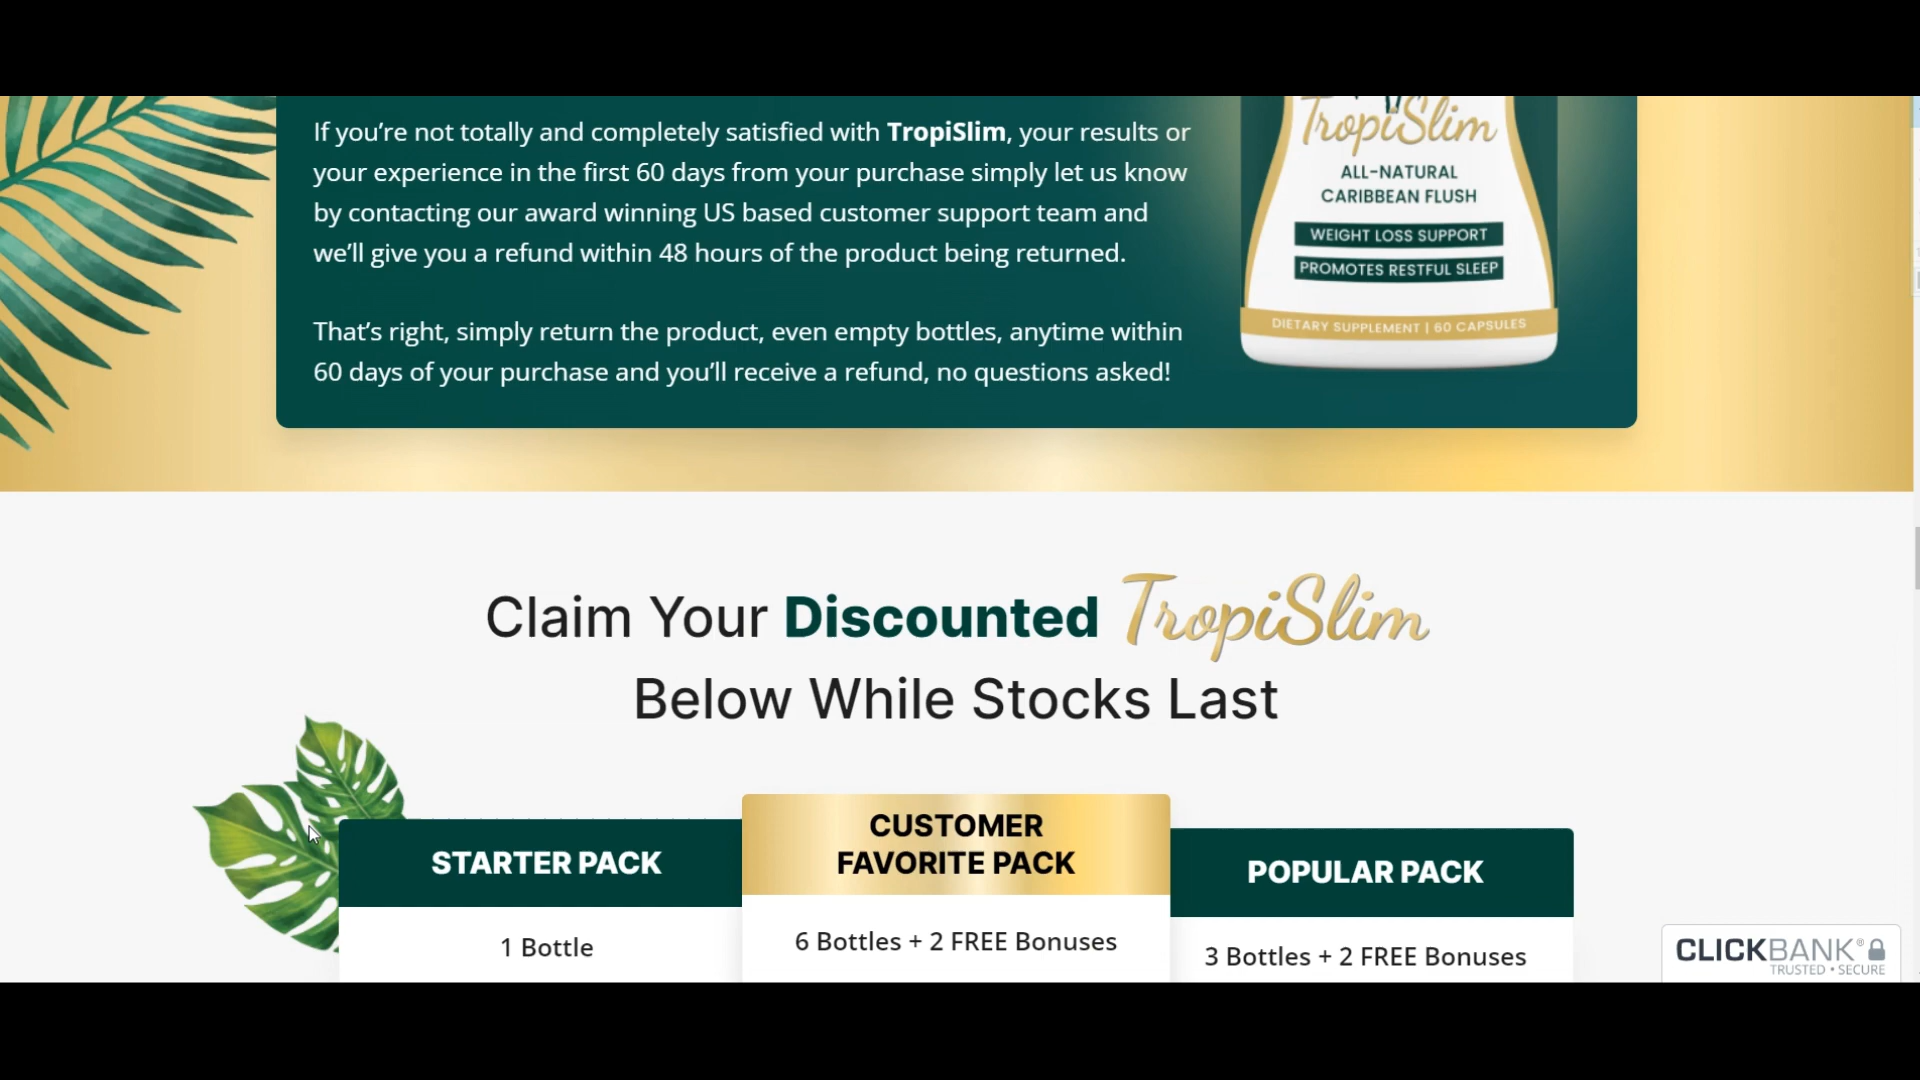 If you’re not totally and completely satisfied with TropiSlim, your results or
your experience in the first 60 days from your purchase simply let us know
by contacting our award winning US based customer support team and
we’ll give you a refund within 48 hours of the product being returned.
That’s right, simply return the product, even empty bottles, anytime within
60 days of your purchase and you’ll receive a refund, no questions asked!
TropiSlim
ALL-NATURAL
CARIBBEAN FLUSH
WEIGHT LOSS SUPPORT
PROMOTES RESTFUL SLEEP
DIETARY SUPPLEMENT | 60 CAPSULES
Claim Your Discounted TropiSlim
Below While Stocks Last
STARTER PACK
1 Bottle
CUSTOMER
FAVORITE PACK
6 Bottles + 2 FREE Bonuses
POPULAR PACK
3 Bottles + 2 FREE Bonuses
CLICKBANK®
TRUSTED • SECURE